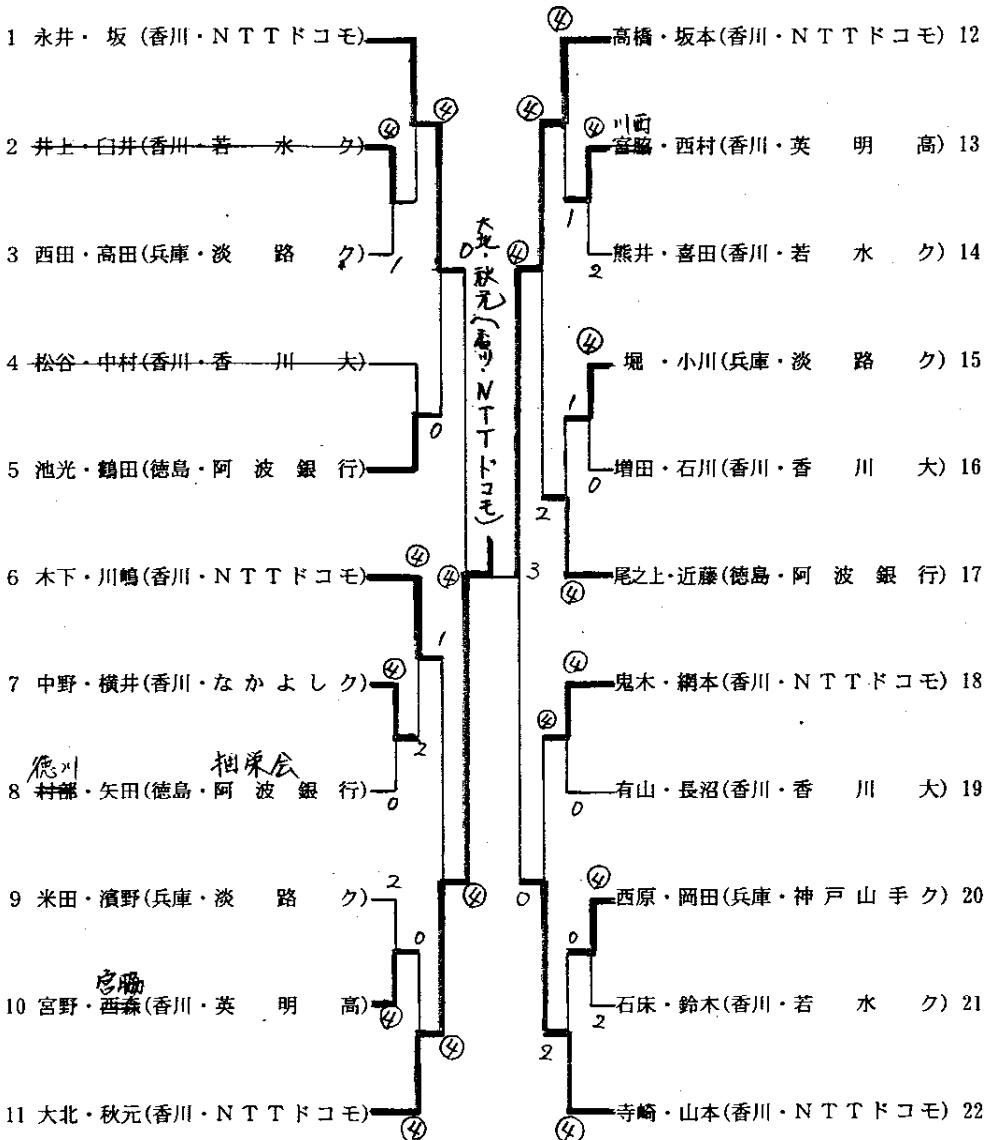 1 永井・坂(香川・NTTドコモ)
2 井上・臼井(香川・若水ク)
3 西田・高田(兵庫・淡路ク)
4 松谷・中村(香川・香川大)
5 池光・鶴田(徳島・阿波銀行)
6 木下・川嶋(香川・NTTドコモ)
7 中野・横井(香川・なかよしク)
徳川
8 村部・矢田(徳島・阿波銀行)
9 米田・濱野(兵庫・淡路ク)
宮脇
10 宮野・西森(香川・英明高)
11 大北・秋元(香川・NTTドコモ)
④
④
1
0
0
④
④
1
④
2
0
2
0
④
④
④
④
大北・秋元(香川・NTTドコモ)
④
3
0
高橋・坂本(香川・NTTドコモ) 12
川西
宮脇・西村(香川・英明高) 13
熊井・喜田(香川・若水ク) 14
堀・小川(兵庫・淡路ク) 15
増田・石川(香川・香川大) 16
尾之上・近藤(徳島・阿波銀行) 17
鬼木・網本(香川・NTTドコモ) 18
有山・長沼(香川・香川大) 19
西原・岡田(兵庫・神戸山手ク) 20
石床・鈴木(香川・若水ク) 21
寺崎・山本(香川・NTTドコモ) 22
④
④
④
1
2
④
1
0
2
④
④
④
0
④
0
2
2
④